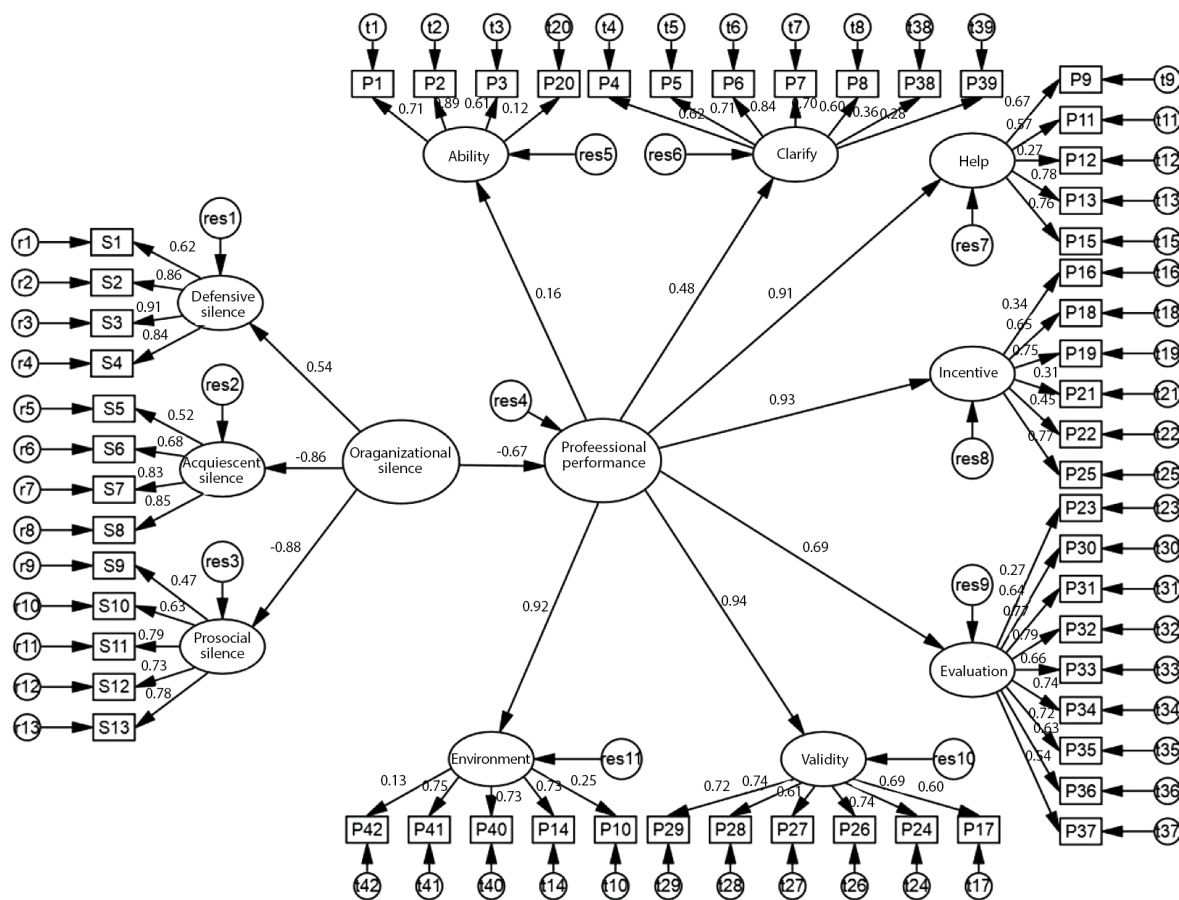 t1 t2 t3 t20 t4 t5 t6 t7 t8 t38 t39
P1 P2 P3 P20 P4 P5 P6 P7 P8 P38 P39
0.71 0.89 0.61 0.12 0.62 0.71 0.84 0.70 0.60 0.36 0.28
Ability res5 res6 Clarify
P9 t9
0.67
P11 t11
0.57
P12 t12
0.27
P13 t13
0.78
P15 t15
0.76
Help
res7
P16 t16
0.34
P18 t18
0.65
P19 t19
0.75
P21 t21
0.31
P22 t22
0.45
P25 t25
0.77
Incentive
res8
0.16 0.48 0.91
0.93
res1
r1 S1 0.62
r2 S2 0.86
r3 S3 0.91
r4 S4 0.84
Defensive
silence
0.54
res2
r5 S5 0.52
r6 S6 0.68
r7 S7 0.83
r8 S8 0.85
Acquiescent
silence
-0.86
Oraganizational
silence
-0.67
res4
Profeessional
performance
-0.88
res3
r9 S9 0.47
r10 S10 0.63
r11 S11 0.79
r12 S12 0.73
r13 S13 0.78
Prosocial
silence
0.92 0.94 0.69
res9
Evaluation
P23 t23
0.27
P30 t30
0.64
P31 t31
0.77
P32 t32
0.79
P33 t33
0.66
P34 t34
0.74
P35 t35
0.72
P36 t36
0.63
P37 t37
0.54
Environment res11 Validity res10
0.13 0.75 0.73 0.73 0.25 0.72 0.74 0.61 0.74 0.69 0.60
P42 P41 P40 P14 P10 P29 P28 P27 P26 P24 P17
t42 t41 t40 t14 t10 t29 t28 t27 t26 t24 t17